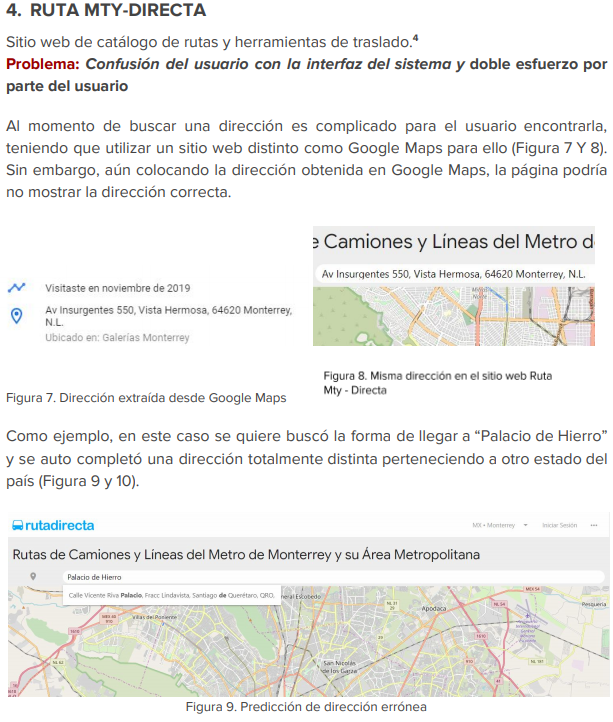 4. RUTA MTY-DIRECTA
Sitio web de catálogo de rutas y herramientas de traslado.⁴
Problema: Confusión del usuario con la interfaz del sistema y doble esfuerzo por
parte del usuario
Al momento de buscar una dirección es complicado para el usuario encontrarla,
teniendo que utilizar un sitio web distinto como Google Maps para ello (Figura 7 Y 8).
Sin embargo, aún colocando la dirección obtenida en Google Maps, la página podría
no mostrar la dirección correcta.
Visitaste en noviembre de 2019
Av Insurgentes 550, Vista Hermosa, 64620 Monterrey,
N.L.
Ubicado en: Galerías Monterrey
Figura 7. Dirección extraída desde Google Maps
e Camiones y Líneas del Metro d
Av Insurgentes 550, Vista Hermosa, 64620 Monterrey, N.L.
Figura 8. Misma dirección en el sitio web Ruta
Mty - Directa
Como ejemplo, en este caso se quiere buscó la forma de llegar a “Palacio de Hierro”
y se auto completó una dirección totalmente distinta perteneciendo a otro estado del
país (Figura 9 y 10).
rutadirecta
MX • Monterrey
Iniciar Sesión
Rutas de Camiones y Líneas del Metro de Monterrey y su Área Metropolitana
Palacio de Hierro
Calle Vicente Riva Palacio, Fracc Lindavista, Santiago de Querétaro, QRO.
neral Escobedo
Apodaca
Pesquería
Villas del Poniente
San Nicolás
de los Garza
Figura 9. Predicción de dirección errónea